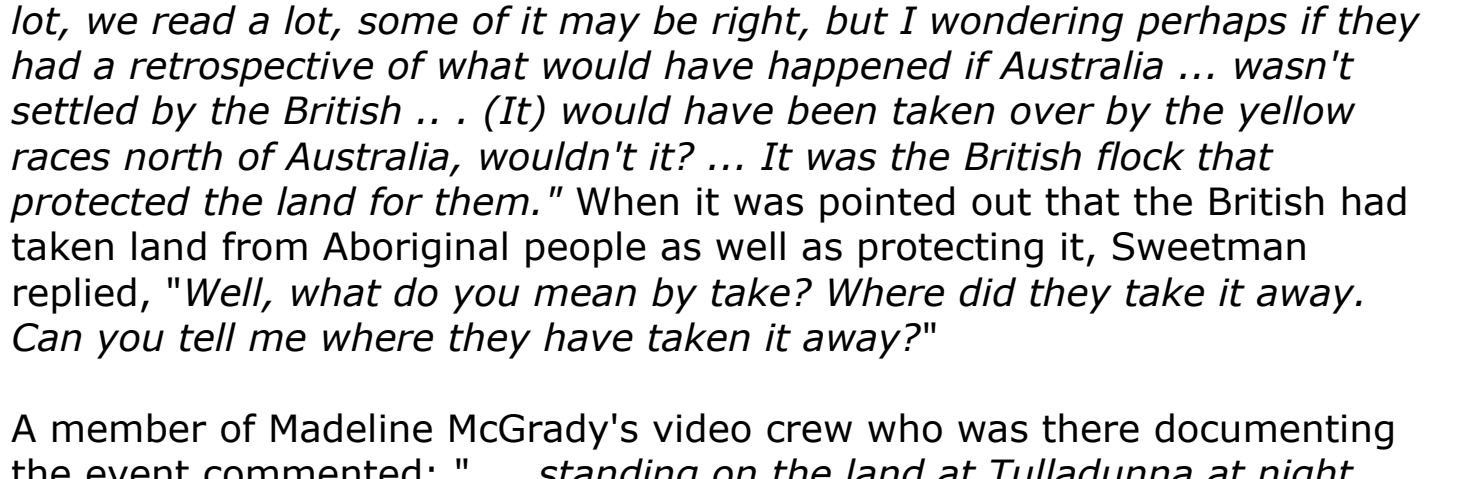 lot, we read a lot, some of it may be right, but I wondering perhaps if they
had a retrospective of what would have happened if Australia ... wasn't
settled by the British .. . (It) would have been taken over by the yellow
races north of Australia, wouldn't it? ... It was the British flock that
protected the land for them." When it was pointed out that the British had
taken land from Aboriginal people as well as protecting it, Sweetman
replied, "Well, what do you mean by take? Where did they take it away.
Can you tell me where they have taken it away?"
A member of Madeline McGrady's video crew who was there documenting
the event commented: "... standing on the land at Tulladunna at night